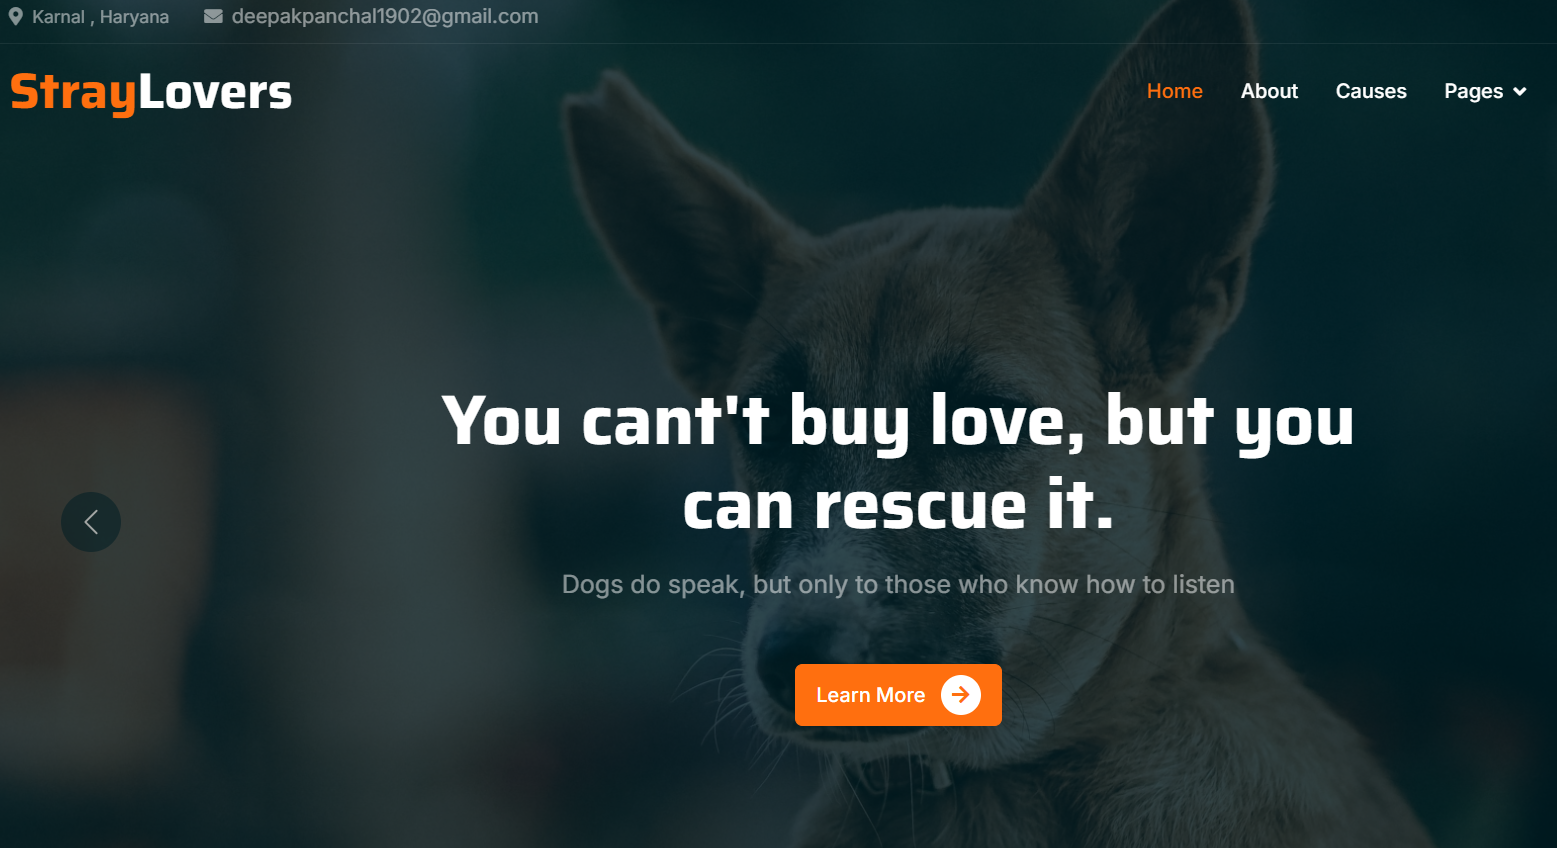 Karnal , Haryana deepakpanchal1902@gmail.com
StrayLovers Home About Causes Pages
You cant't buy love, but you
can rescue it.
Dogs do speak, but only to those who know how to listen
Learn More